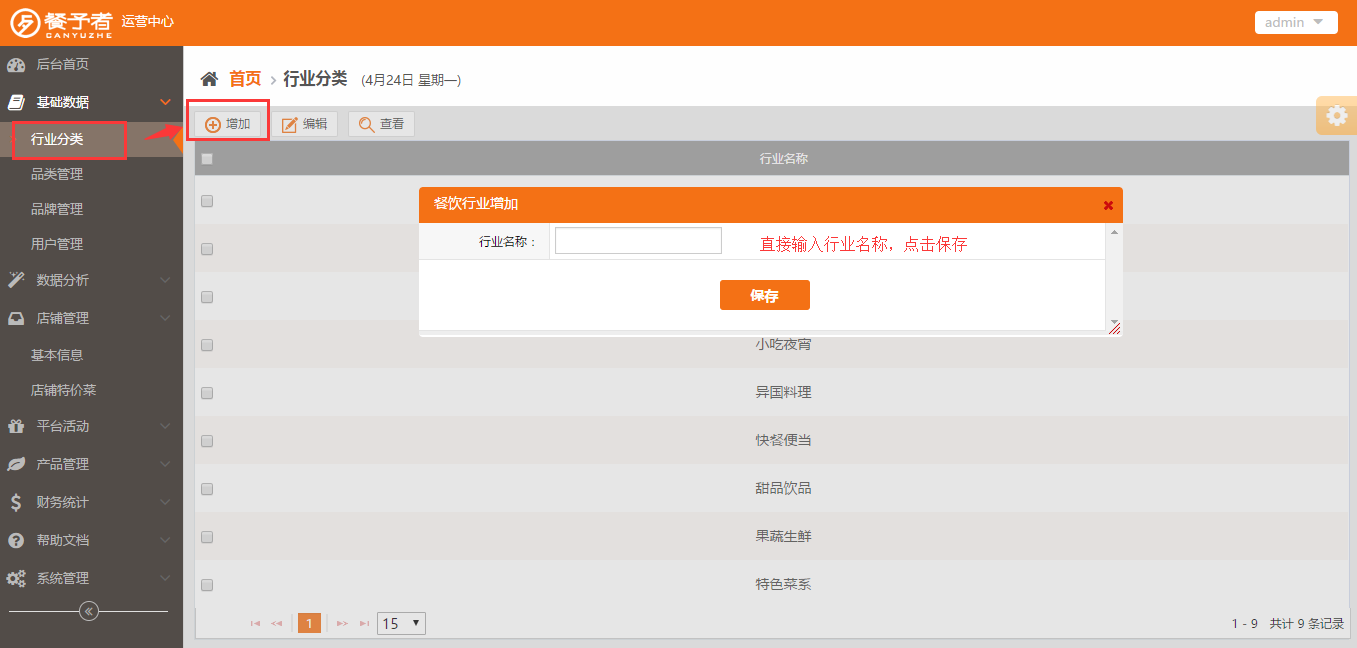 餐予者 运营中心
CANYUZHE
admin
后台首页
基础数据
行业分类
品类管理
品牌管理
用户管理
数据分析
店铺管理
基本信息
店铺特价菜
平台活动
产品管理
财务统计
帮助文档
系统管理
首页 › 行业分类 (4月24日 星期一)
增加 编辑 查看
行业名称
餐饮行业增加
行业名称：
直接输入行业名称，点击保存
保存
小吃夜宵
异国料理
快餐便当
甜品饮品
果蔬生鲜
特色菜系
1 15 1 - 9 共计 9 条记录